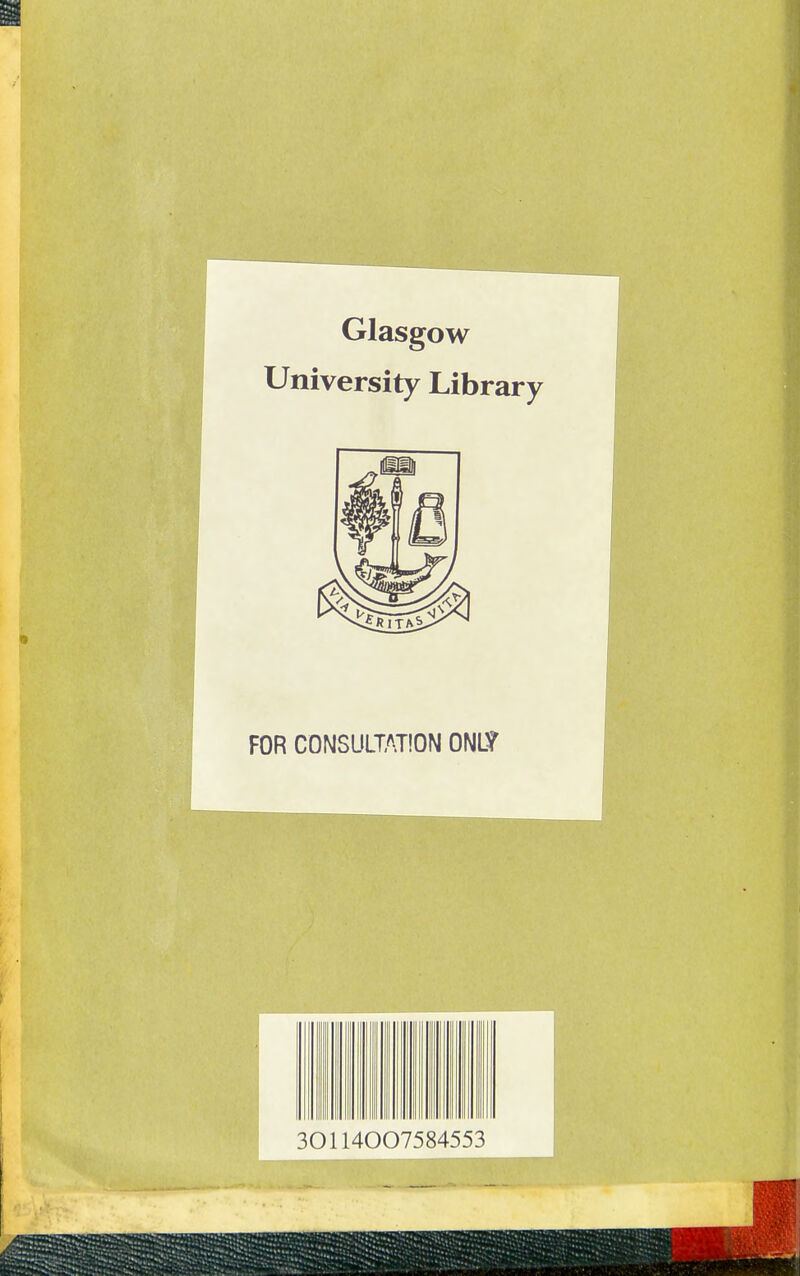 Glasgow
University Library
VIA VERITAS VITA
FOR CONSULTATION ONLY
30114007584553